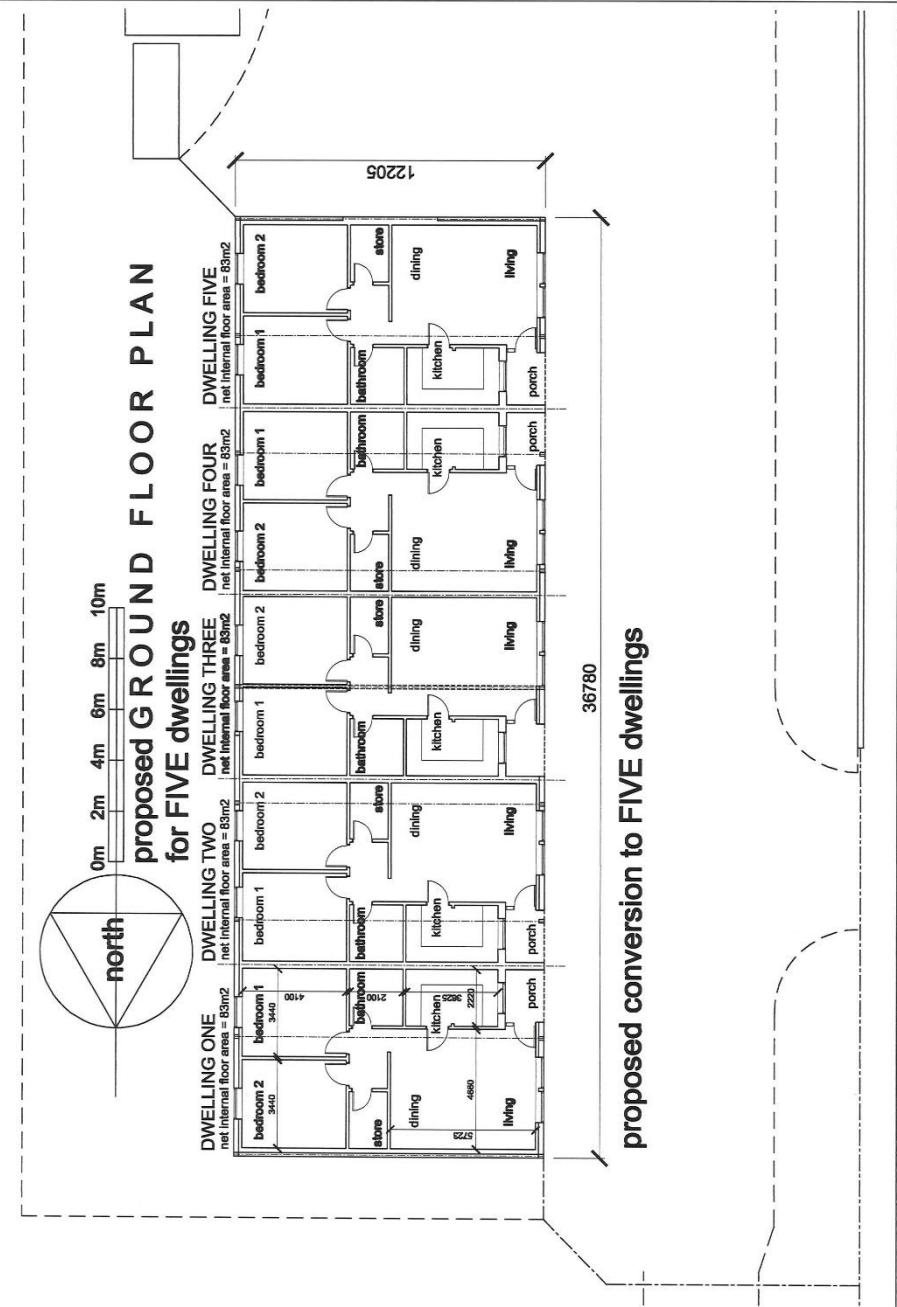 0m 2m 4m 6m 8m 10m
north
proposed GROUND FLOOR PLAN
for FIVE dwellings
DWELLING ONE
net internal floor area = 83m2
bedroom 2
bedroom 1
3440
3440
4100
store
bathroom
2100
dining
kitchen
3625
4660
2220
5723
living
porch
DWELLING TWO
net internal floor area = 83m2
bedroom 1
bedroom 2
bathroom
store
kitchen
dining
porch
living
DWELLING THREE
net internal floor area = 83m2
bedroom 1
bedroom 2
bathroom
store
kitchen
dining
living
DWELLING FOUR
net internal floor area = 83m2
bedroom 2
bedroom 1
store
bathroom
dining
kitchen
living
porch
DWELLING FIVE
net internal floor area = 83m2
bedroom 1
bedroom 2
bathroom
store
kitchen
dining
porch
living
12205
36780
proposed conversion to FIVE dwellings